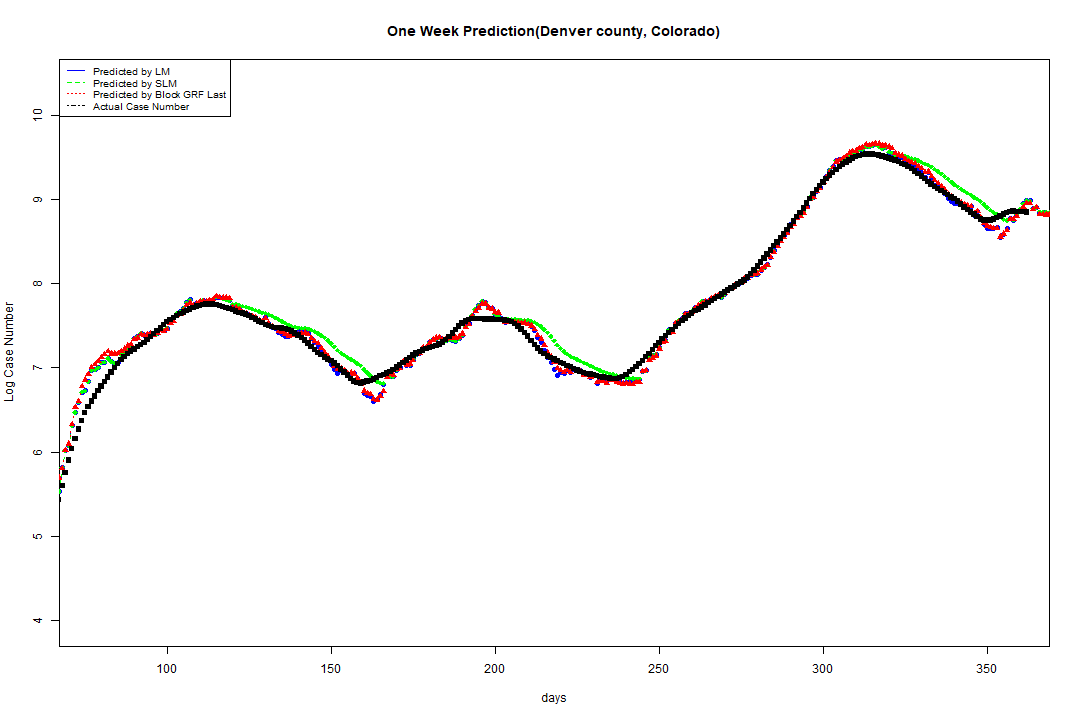 One Week Prediction(Denver county, Colorado)
Predicted by LM
Predicted by SLM
Predicted by Block GRF Last
Actual Case Number
10
9
8
7
6
5
4
Log Case Number
100 150 200 250 300 350
days